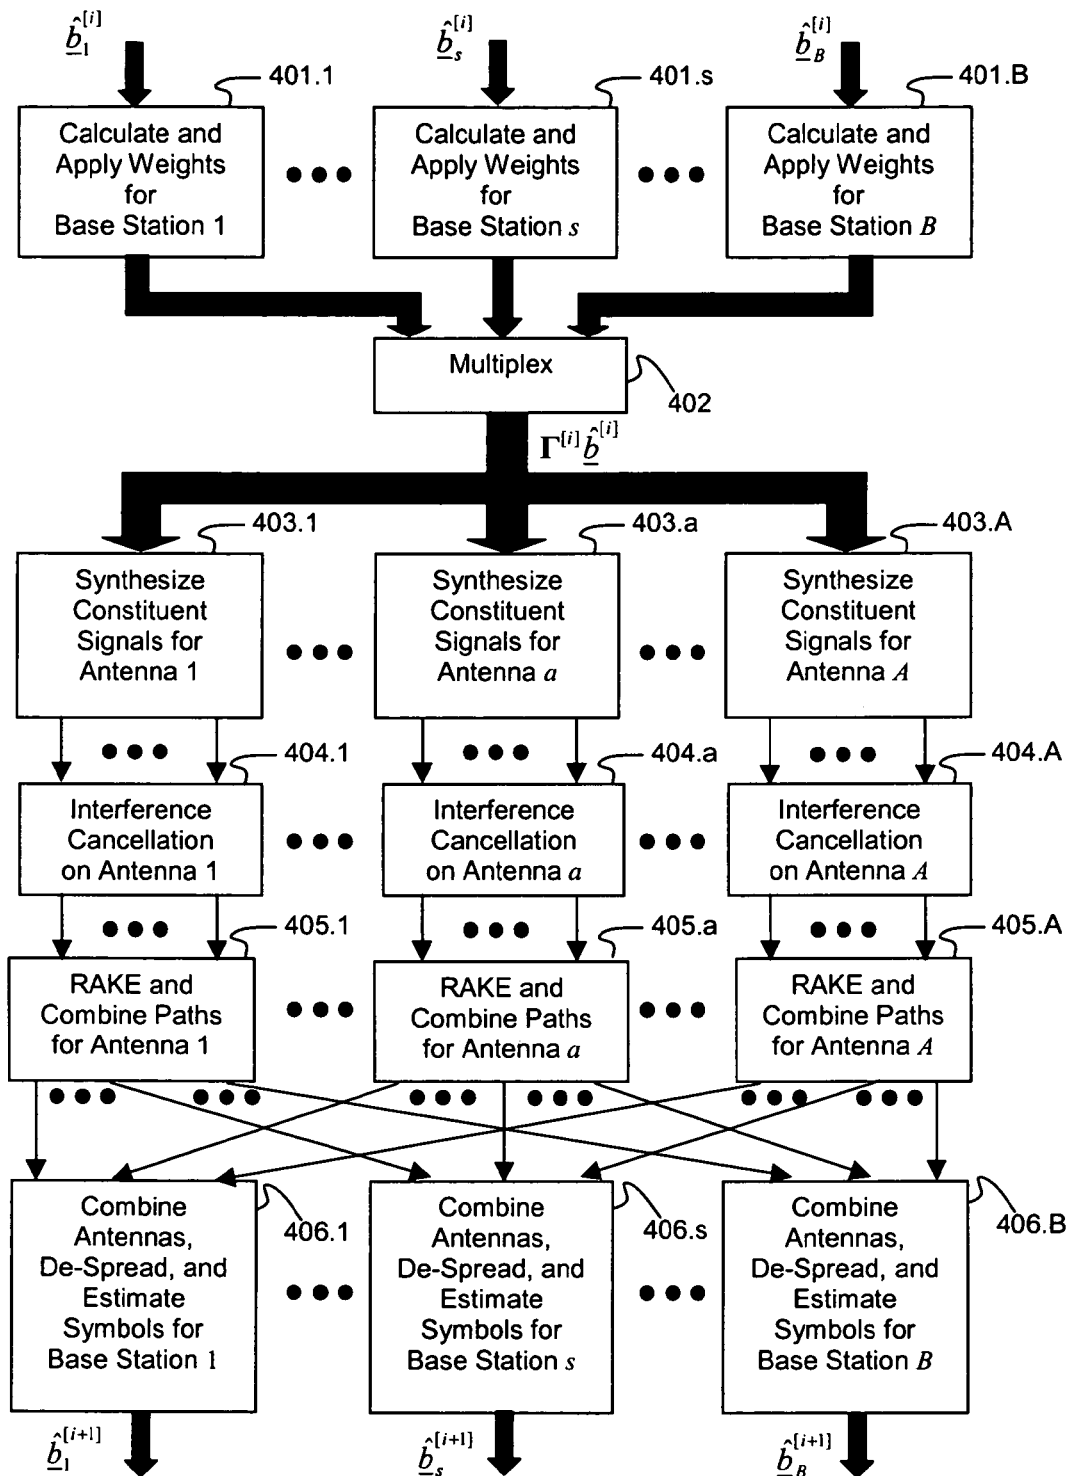 b̲̂₁^[i] b̲̂ₛ^[i] b̲̂_B^[i]
401.1 401.s 401.B
Calculate and
Apply Weights
for
Base Station 1
Calculate and
Apply Weights
for
Base Station s
Calculate and
Apply Weights
for
Base Station B
Multiplex
402
Γ^[i] b̲̂^[i]
403.1 403.a 403.A
Synthesize
Constituent
Signals for
Antenna 1
Synthesize
Constituent
Signals for
Antenna a
Synthesize
Constituent
Signals for
Antenna A
404.1 404.a 404.A
Interference
Cancellation
on Antenna 1
Interference
Cancellation
on Antenna a
Interference
Cancellation
on Antenna A
405.1 405.a 405.A
RAKE and
Combine Paths
for Antenna 1
RAKE and
Combine Paths
for Antenna a
RAKE and
Combine Paths
for Antenna A
Combine
Antennas,
De-Spread, and
Estimate
Symbols for
Base Station 1
406.1
Combine
Antennas,
De-Spread, and
Estimate
Symbols for
Base Station s
406.s
Combine
Antennas,
De-Spread, and
Estimate
Symbols for
Base Station B
406.B
b̲̂₁^[i+1] b̲̂ₛ^[i+1] b̲̂_B^[i+1]